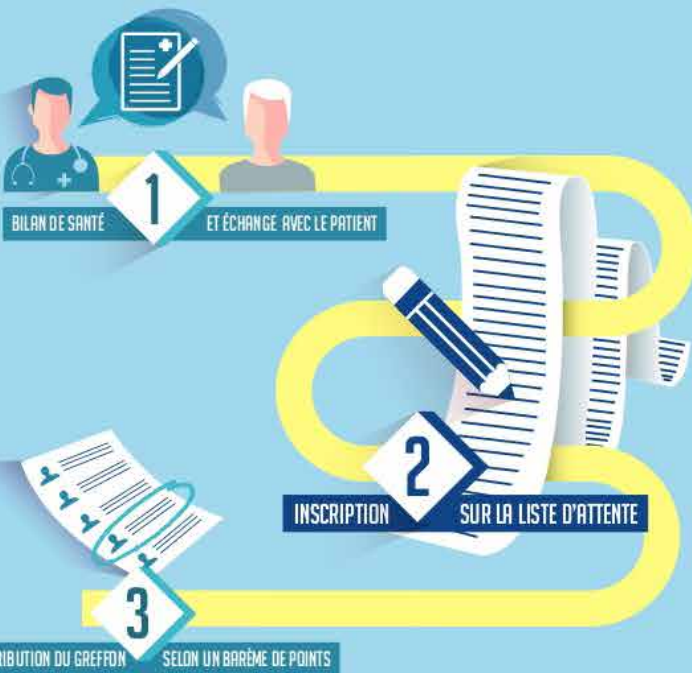 1
BILAN DE SANTÉ ET ÉCHANGE AVEC LE PATIENT
2
INSCRIPTION SUR LA LISTE D'ATTENTE
3
DU GREFFON SELON UN BARÈME DE POINTS